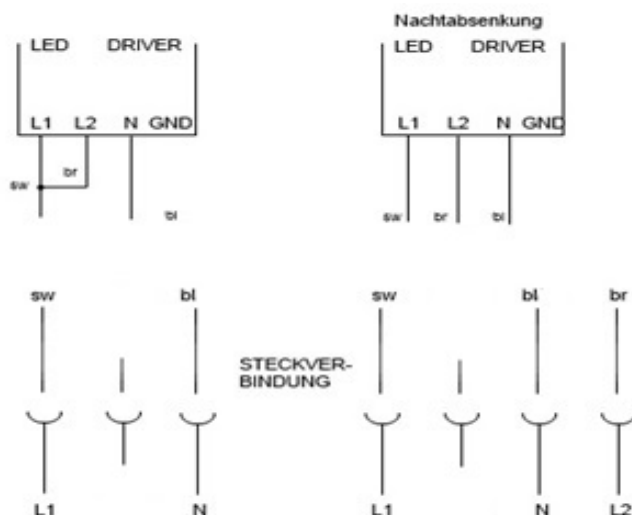 Nachtabsenkung
LED DRIVER
L1 L2 N GND
sw br bl
LED DRIVER
L1 L2 N GND
sw br bl
sw bl
STECKVER-
BINDUNG
L1 N
sw bl br
L1 N L2